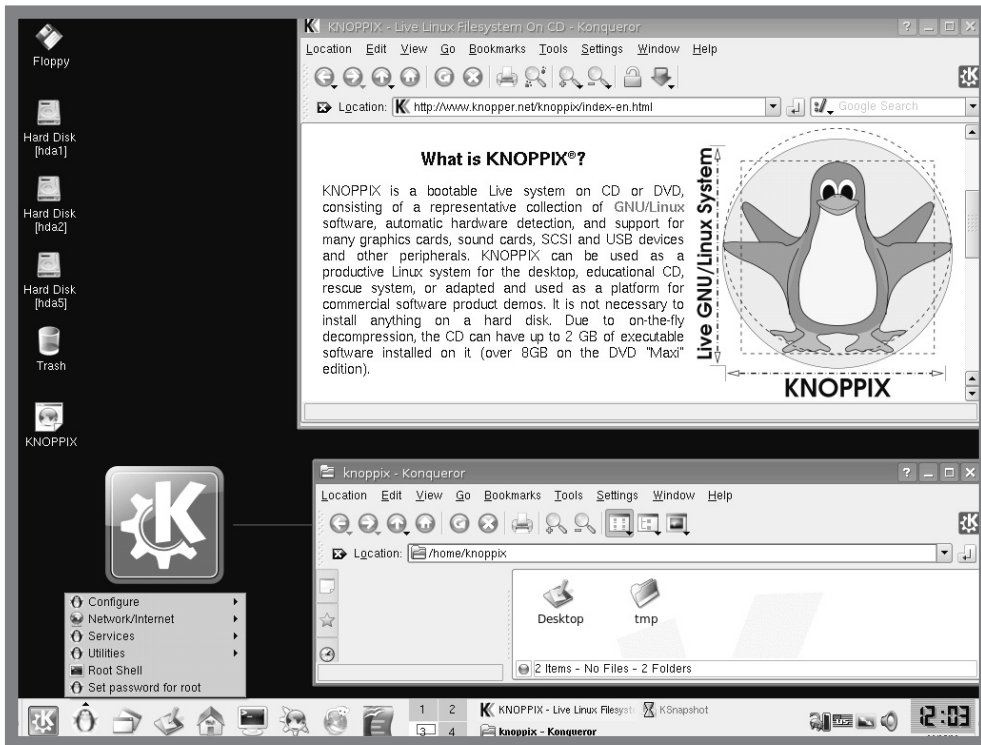 Floppy
Hard Disk
[hda1]
Hard Disk
[hda2]
Hard Disk
[hda5]
Trash
KNOPPIX
KNOPPIX - Live Linux Filesystem On CD - Konqueror
Location Edit View Go Bookmarks Tools Settings Window Help
Location: http://www.knopper.net/knoppix/index-en.html
Google Search
What is KNOPPIX®?
KNOPPIX is a bootable Live system on CD or DVD,
consisting of a representative collection of GNU/Linux
software, automatic hardware detection, and support for
many graphics cards, sound cards, SCSI and USB devices
and other peripherals. KNOPPIX can be used as a
productive Linux system for the desktop, educational CD,
rescue system, or adapted and used as a platform for
commercial software product demos. It is not necessary to
install anything on a hard disk. Due to on-the-fly
decompression, the CD can have up to 2 GB of executable
software installed on it (over 8GB on the DVD "Maxi"
edition).
Live GNU/Linux System
KNOPPIX
knoppix - Konqueror
Location Edit View Go Bookmarks Tools Settings Window Help
Location: /home/knoppix
Desktop
tmp
2 Items - No Files - 2 Folders
K
Configure
Network/Internet
Services
Utilities
Root Shell
Set password for root
1 2
3 4
KNOPPIX - Live Linux Filesyst
KSnapshot
knoppix - Konqueror
12:03